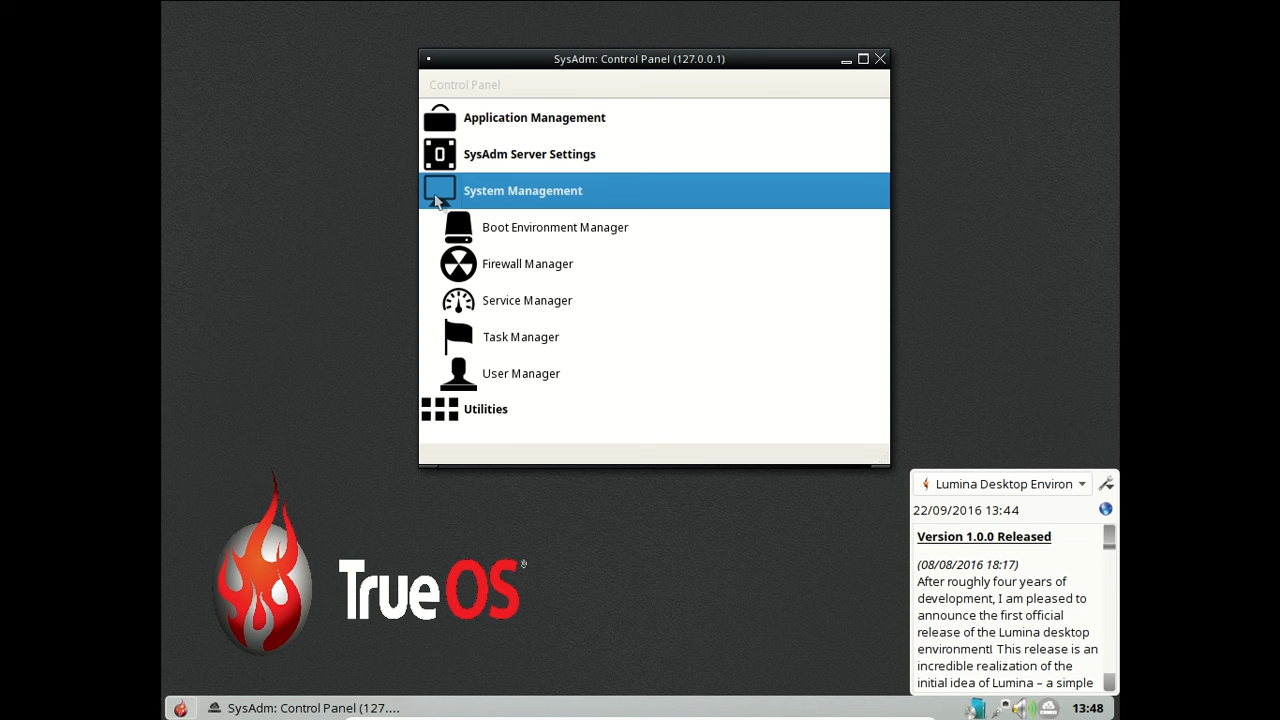 SysAdm: Control Panel (127.0.0.1)
Control Panel
Application Management
SysAdm Server Settings
System Management
Boot Environment Manager
Firewall Manager
Service Manager
Task Manager
User Manager
Utilities
TrueOS®
Lumina Desktop Environ
22/09/2016 13:44
Version 1.0.0 Released
(08/08/2016 18:17)
After roughly four years of
development, I am pleased to
announce the first official
release of the Lumina desktop
environment! This release is an
incredible realization of the
initial idea of Lumina – a simple
SysAdm: Control Panel (127....
13:48